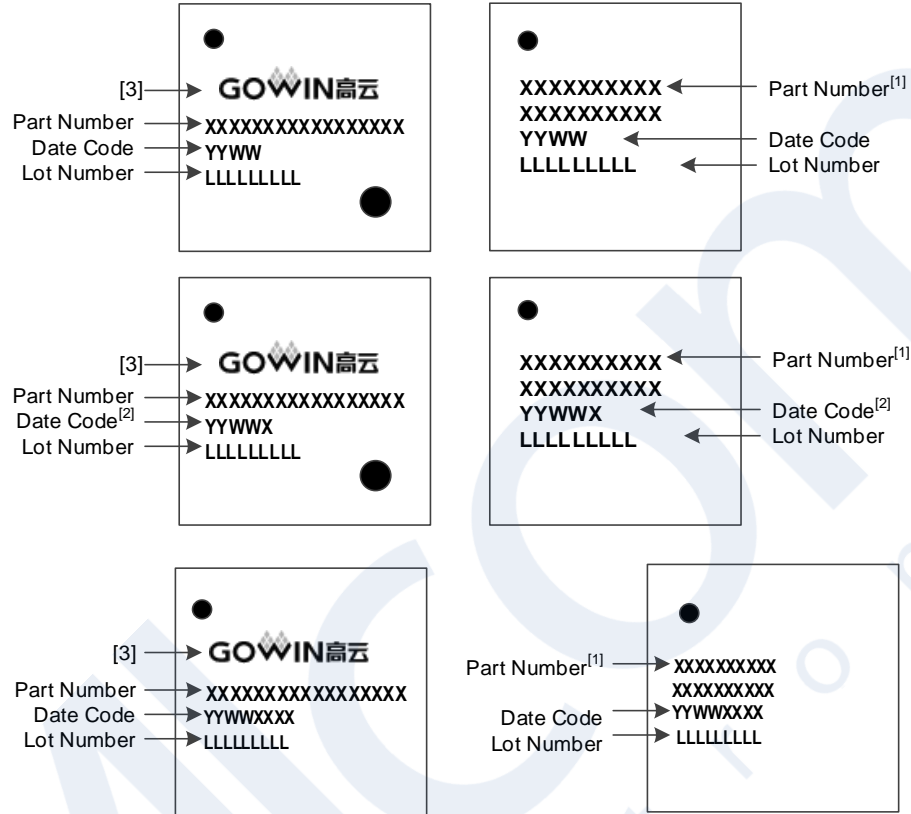 [3] GOWIN高云
Part Number XXXXXXXXXXXXXXXXX
Date Code YYWW
Lot Number LLLLLLLLL
XXXXXXXXXX Part Number[1]
XXXXXXXXXX
YYWW Date Code
LLLLLLLLL Lot Number
[3] GOWIN高云
Part Number XXXXXXXXXXXXXXXXX
Date Code[2] YYWWX
Lot Number LLLLLLLLL
XXXXXXXXXX Part Number[1]
XXXXXXXXXX
YYWWX Date Code[2]
LLLLLLLLL Lot Number
[3] GOWIN高云
Part Number XXXXXXXXXXXXXXXXX
Date Code YYWWXXXX
Lot Number LLLLLLLLL
Part Number[1] XXXXXXXXXX
XXXXXXXXXX
Date Code YYWWXXXX
Lot Number LLLLLLLLL